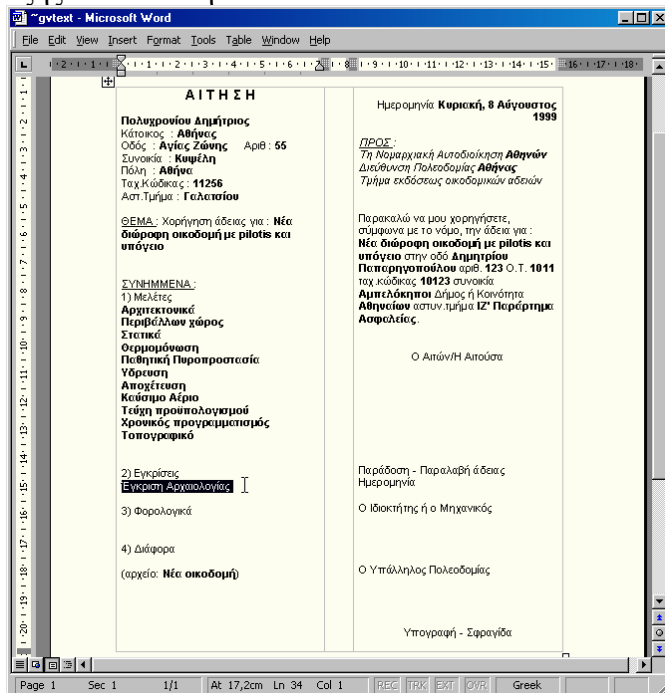 ~gvtext - Microsoft Word
File Edit View Insert Format Tools Table Window Help
ΑΙΤΗΣΗ
Πολυχρονίου Δημήτριος
Κάτοικος : Αθήνας
Οδός : Αγίας Ζώνης Αριθ : 55
Συνοικία : Κυψέλη
Πόλη : Αθήνα
Ταχ.Κώδικας : 11256
Αστ.Τμήμα : Γαλατσίου
ΘΕΜΑ : Χορήγηση άδειας για : Νέα
διώροφη οικοδομή με pilotis και
υπόγειο
ΣΥΝΗΜΜΕΝΑ :
1) Μελέτες
Αρχιτεκτονικά
Περιβάλλων χώρος
Στατικά
Θερμομόνωση
Παθητική Πυροπροστασία
Υδρευση
Αποχέτευση
Καύσιμο Αέριο
Τεύχη προϋπολογισμού
Χρονικός προγραμματισμός
Τοπογραφικό
2) Εγκρίσεις
Έγκριση Αρχαιολογίας
3) Φορολογικά
4) Διάφορα
(αρχείο: Νέα οικοδομή)
Ημερομηνία Κυριακή, 8 Αύγουστος
1999
ΠΡΟΣ :
Τη Νομαρχιακή Αυτοδιοίκηση Αθηνών
Διεύθυνση Πολεοδομίας Αθήνας
Τμήμα εκδόσεως οικοδομικών αδειών
Παρακαλώ να μου χορηγήσετε,
σύμφωνα με το νόμο, την άδεια για :
Νέα διώροφη οικοδομή με pilotis και
υπόγειο στην οδό Δημητρίου
Παπαρηγοπούλου αριθ. 123 Ο.Τ. 1011
ταχ.κώδικας 10123 συνοικία
Αμπελόκηποι Δήμος ή Κοινότητα
Αθηναίων αστυν.τμήμα ΙΖ' Παράρτημα
Ασφαλείας.
Ο Αιτών/Η Αιτούσα
Παράδοση - Παραλαβή άδειας
Ημερομηνία
Ο Ιδιοκτήτης ή ο Μηχανικός
Ο Υπάλληλος Πολεοδομίας
Υπογραφή - Σφραγίδα
Page 1 Sec 1 1/1 At 17,2cm Ln 34 Col 1 REC TRK EXT OVR Greek